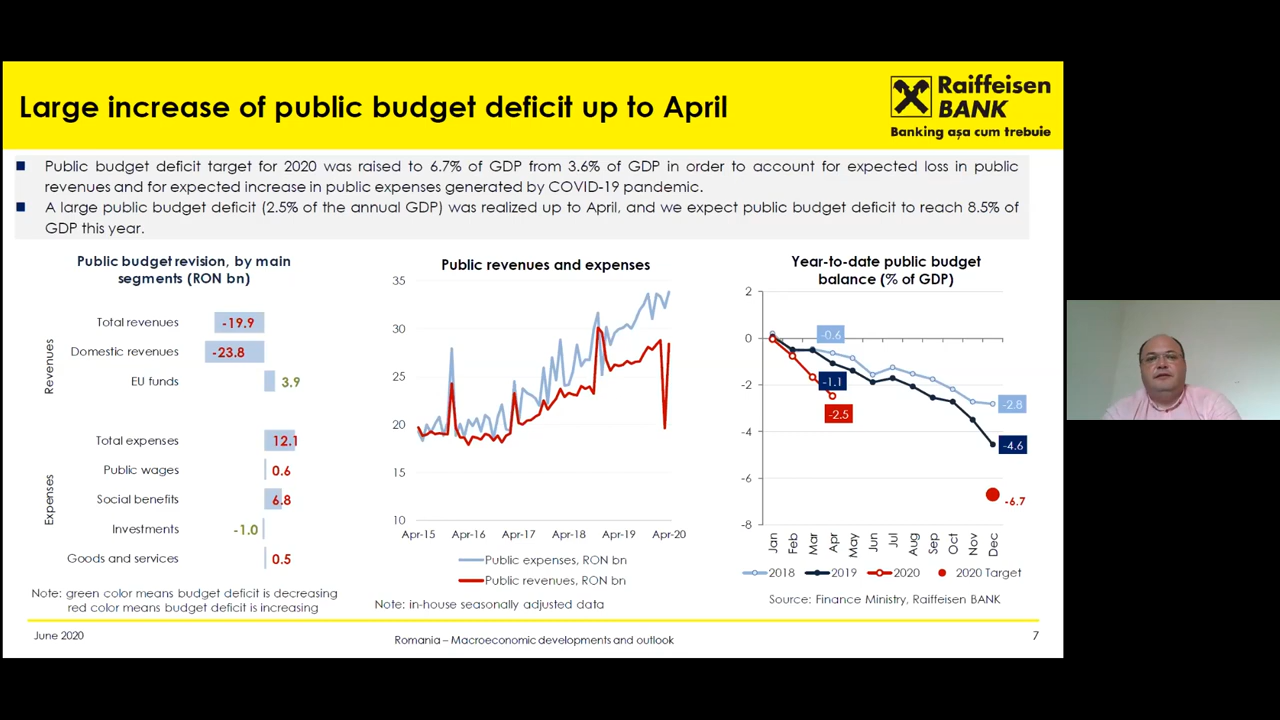 Large increase of public budget deficit up to April
Raiffeisen
BANK
Banking așa cum trebuie
Public budget deficit target for 2020 was raised to 6.7% of GDP from 3.6% of GDP in order to account for expected loss in public
revenues and for expected increase in public expenses generated by COVID-19 pandemic.
A large public budget deficit (2.5% of the annual GDP) was realized up to April, and we expect public budget deficit to reach 8.5% of
GDP this year.
Public budget revision, by main
segments (RON bn)
Revenues
Total revenues -19.9
Domestic revenues -23.8
EU funds 3.9
Expenses
Total expenses 12.1
Public wages 0.6
Social benefits 6.8
Investments -1.0
Goods and services 0.5
Note: green color means budget deficit is decreasing
red color means budget deficit is increasing
Public revenues and expenses
35
30
25
20
15
10
Apr-15 Apr-16 Apr-17 Apr-18 Apr-19 Apr-20
Public expenses, RON bn
Public revenues, RON bn
Note: in-house seasonally adjusted data
Year-to-date public budget
balance (% of GDP)
2
0
-2
-4
-6
-8
-0.6
-1.1
-2.5
-2.8
-4.6
-6.7
Jan Feb Mar Apr May Jun Jul Aug Sep Oct Nov Dec
2018 2019 2020 2020 Target
Source: Finance Ministry, Raiffeisen BANK
June 2020
Romania – Macroeconomic developments and outlook
7